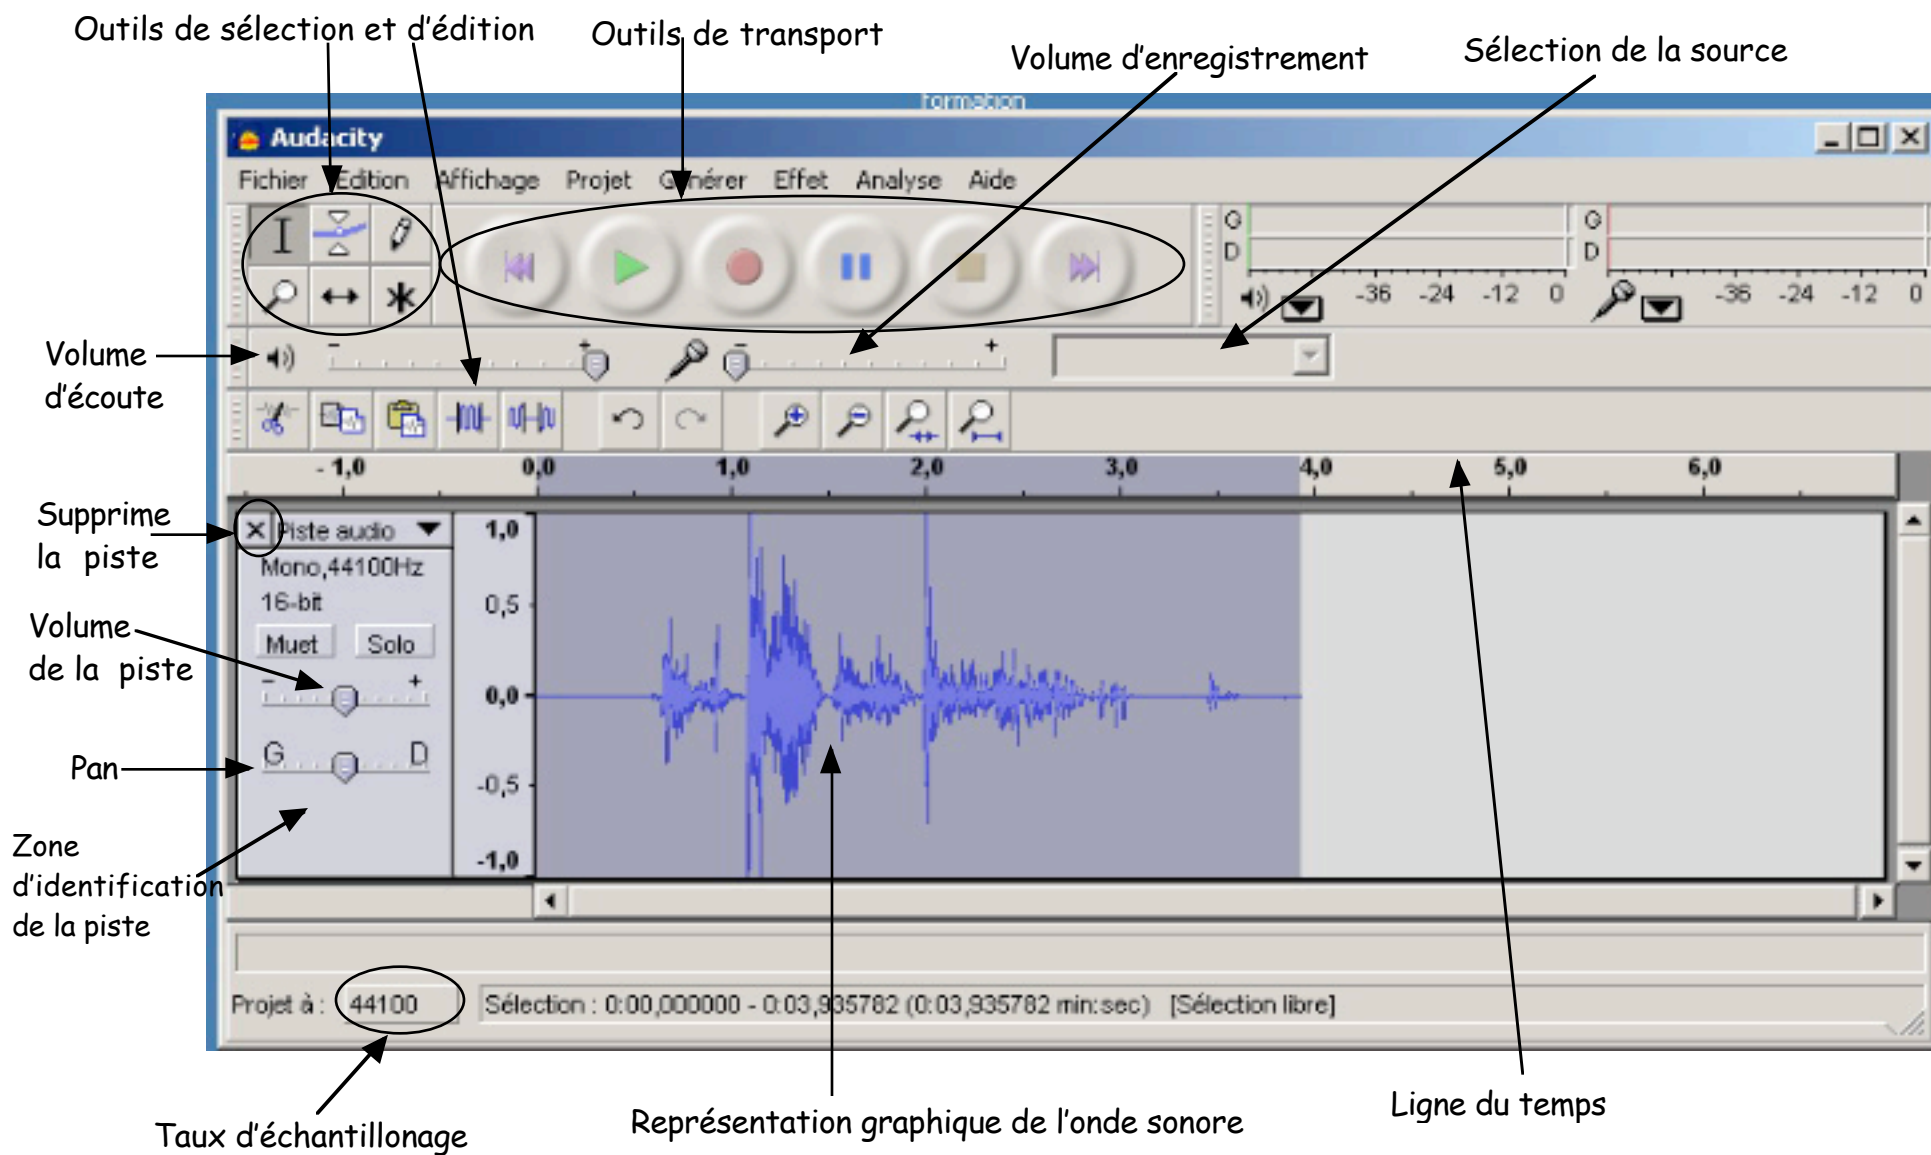 Outils de sélection et d'édition
Outils de transport
Volume d'enregistrement
Sélection de la source
formation
Audacity
Fichier Edition Affichage Projet Générer Effet Analyse Aide
G
D
-36 -24 -12 0
G
D
-36 -24 -12 0
Volume
d'écoute
- +
- +
- 1,0 0,0 1,0 2,0 3,0 4,0 5,0 6,0
Supprime
la piste
X Piste audio
Mono,44100Hz
16-bit
Muet Solo
- +
G D
1,0
0,5
0,0
-0,5
-1,0
Volume
de la piste
Pan
Zone
d'identification
de la piste
Projet à : 44100 Sélection : 0:00,000000 - 0:03,935782 (0:03,935782 min:sec) [Sélection libre]
Taux d'échantillonage
Représentation graphique de l'onde sonore
Ligne du temps